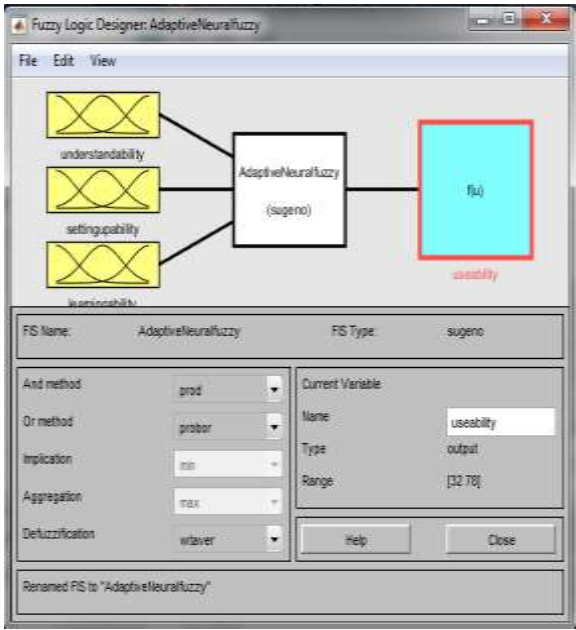 Fuzzy Logic Designer: AdaptiveNeuralfuzzy
File Edit View
understandability
settingupability
learningability
AdaptiveNeuralfuzzy
(sugeno)
f(u)
useability
FIS Name: AdaptiveNeuralfuzzy FIS Type: sugeno
And method prod
Or method probor
Implication min
Aggregation max
Defuzzification wtaver
Current Variable
Name useability
Type output
Range [32 78]
Help Close
Renamed FIS to "AdaptiveNeuralfuzzy"